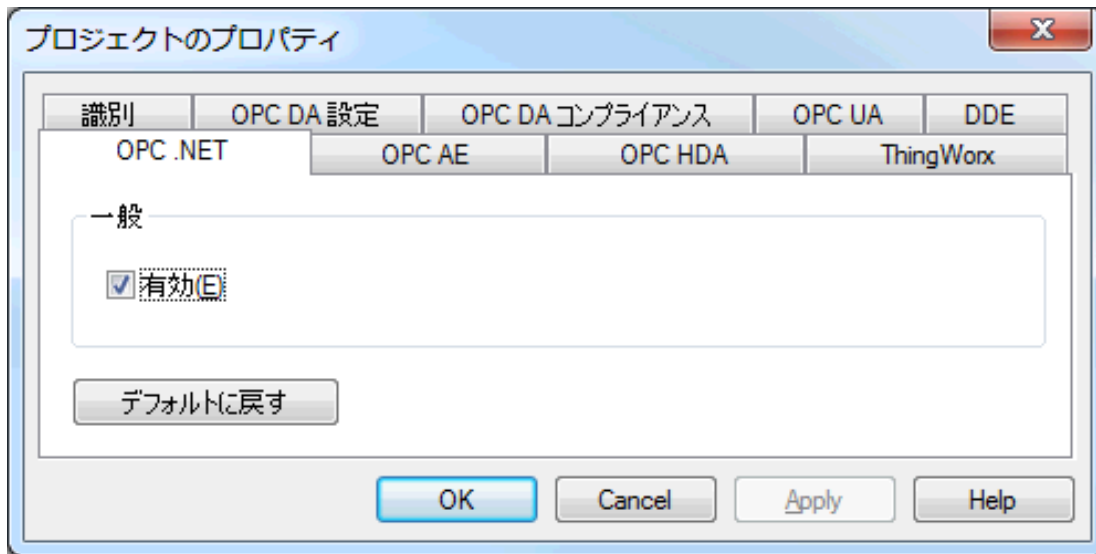 プロジェクトのプロパティ
識別 OPC DA 設定 OPC DA コンプライアンス OPC UA DDE
OPC .NET OPC AE OPC HDA ThingWorx
一般
有効(E)
デフォルトに戻す
OK Cancel Apply Help